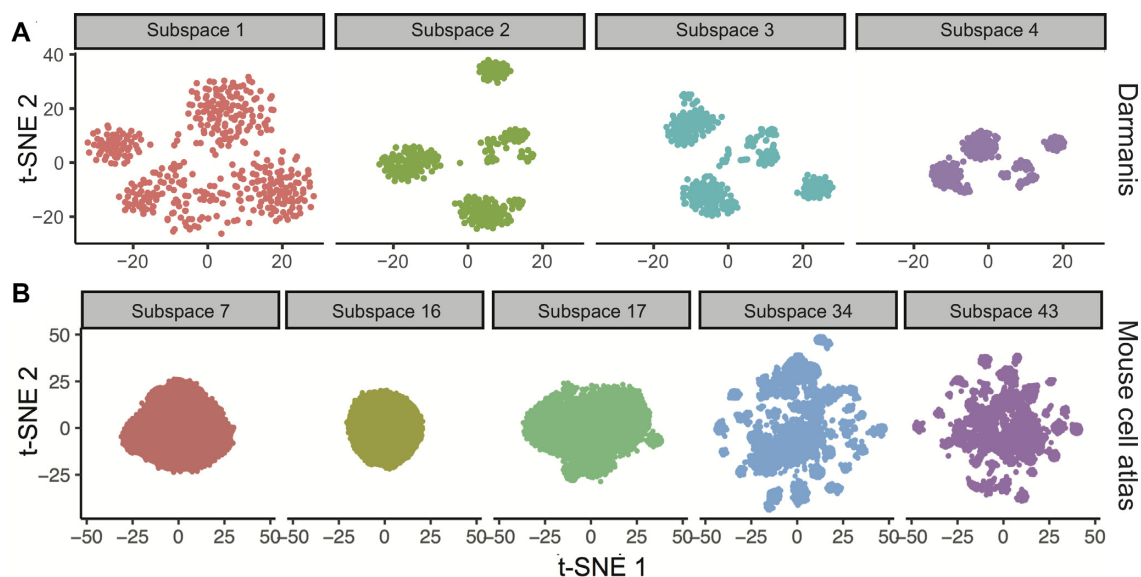 A
Subspace 1 Subspace 2 Subspace 3 Subspace 4
40
20
0
−20
t-SNE 2
Darmanis
−20 0 20 −20 0 20 −20 0 20 −20 0 20
B
Subspace 7 Subspace 16 Subspace 17 Subspace 34 Subspace 43
50
25
0
−25
t-SNE 2
Mouse cell atlas
−50 −25 0 25 50 −50 −25 0 25 50 −50 −25 0 25 50 −50 −25 0 25 50 −50 −25 0 25 50
t-SNE 1